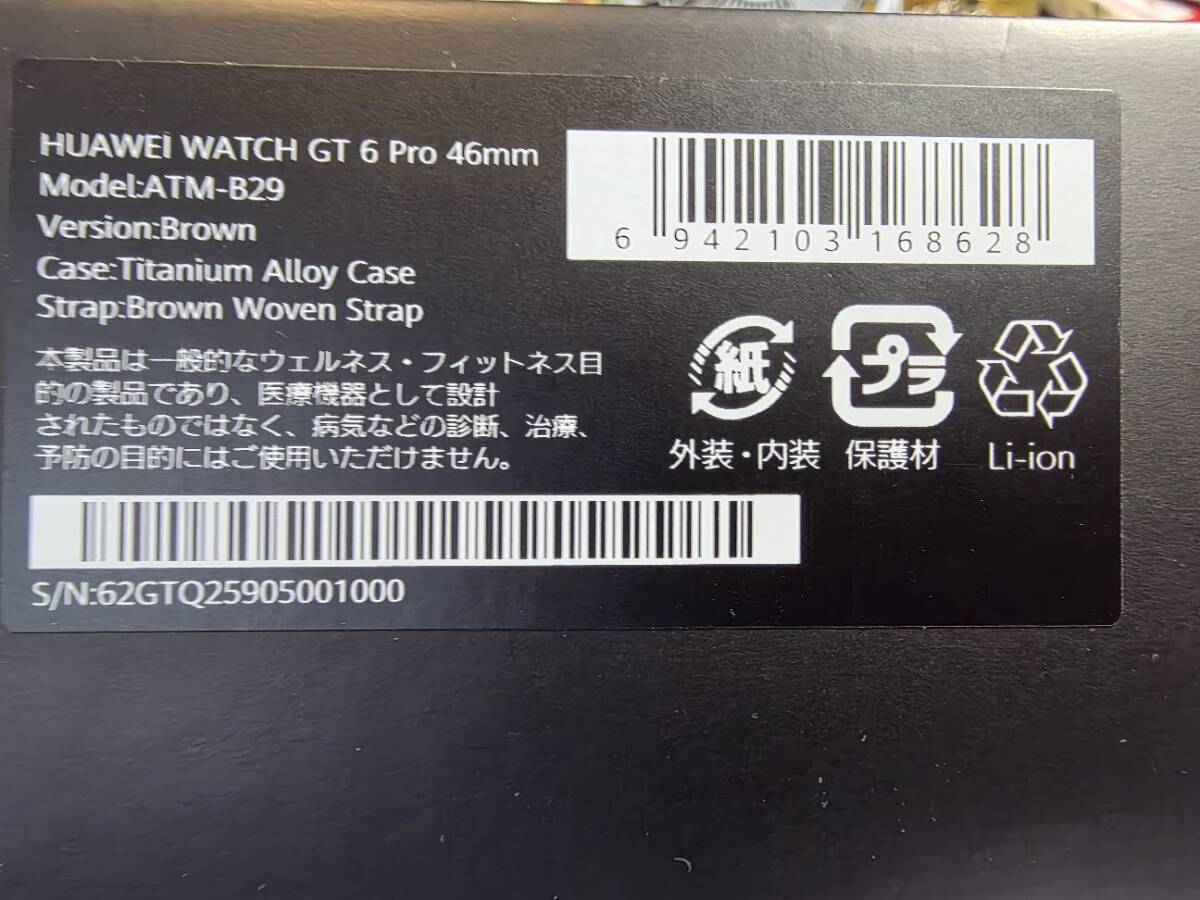 HUAWEI WATCH GT 6 Pro 46mm
Model:ATM-B29
Version:Brown
Case:Titanium Alloy Case
Strap:Brown Woven Strap
本製品は一般的なウェルネス・フィットネス目
的の製品であり、医療機器として設計
されたものではなく、病気などの診断、治療、
予防の目的にはご使用いただけません。
6 942103 168628
紙
外装・内装
プラ
保護材
Li-ion
S/N:62GTQ25905001000